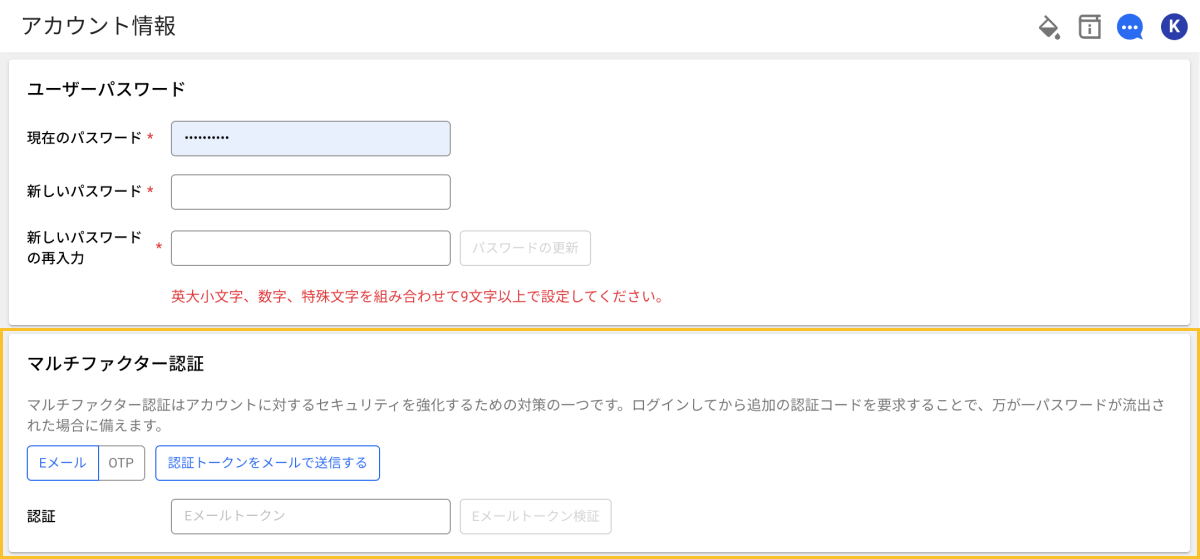 アカウント情報
K
ユーザーパスワード
現在のパスワード *
••••••••••
新しいパスワード *
新しいパスワード
の再入力 *
パスワードの更新
英大小文字、数字、特殊文字を組み合わせて9文字以上で設定してください。
マルチファクター認証
マルチファクター認証はアカウントに対するセキュリティを強化するための対策の一つです。ログインしてから追加の認証コードを要求することで、万が一パスワードが流出さ
れた場合に備えます。
Eメール OTP 認証トークンをメールで送信する
認証 Eメールトークン Eメールトークン検証